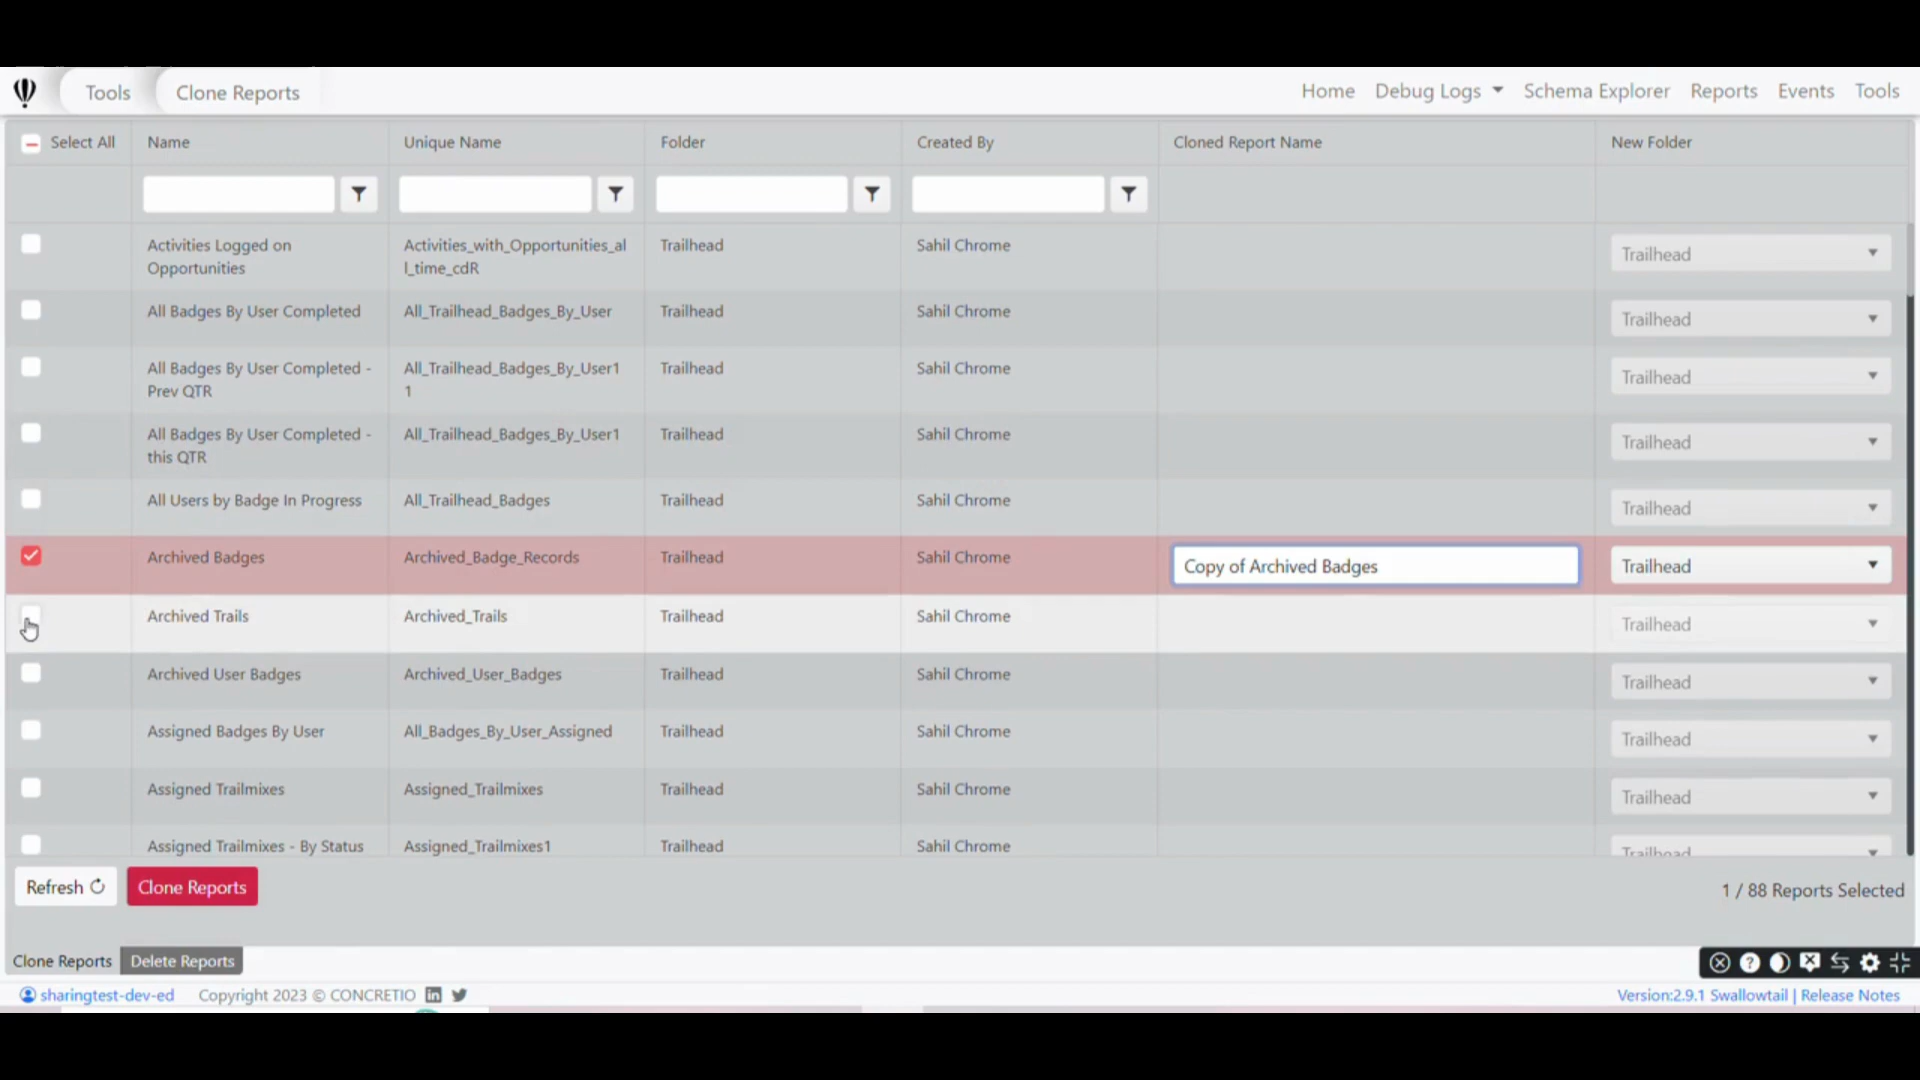 Tools Clone Reports Home Debug Logs Schema Explorer Reports Events Tools
Select All Name Unique Name Folder Created By Cloned Report Name New Folder
Activities Logged on Opportunities Activities_with_Opportunities_all_time_cdR Trailhead Sahil Chrome Trailhead
All Badges By User Completed All_Trailhead_Badges_By_User Trailhead Sahil Chrome Trailhead
All Badges By User Completed - Prev QTR All_Trailhead_Badges_By_User11 Trailhead Sahil Chrome Trailhead
All Badges By User Completed - this QTR All_Trailhead_Badges_By_User1 Trailhead Sahil Chrome Trailhead
All Users by Badge In Progress All_Trailhead_Badges Trailhead Sahil Chrome Trailhead
Archived Badges Archived_Badge_Records Trailhead Sahil Chrome Copy of Archived Badges Trailhead
Archived Trails Archived_Trails Trailhead Sahil Chrome Trailhead
Archived User Badges Archived_User_Badges Trailhead Sahil Chrome Trailhead
Assigned Badges By User All_Badges_By_User_Assigned Trailhead Sahil Chrome Trailhead
Assigned Trailmixes Assigned_Trailmixes Trailhead Sahil Chrome Trailhead
Assigned Trailmixes - By Status Assigned_Trailmixes1 Trailhead Sahil Chrome Trailhead
Refresh Clone Reports 1 / 88 Reports Selected
Clone Reports Delete Reports
sharingtest-dev-ed Copyright 2023 © CONCRETIO Version:2.9.1 Swallowtail | Release Notes